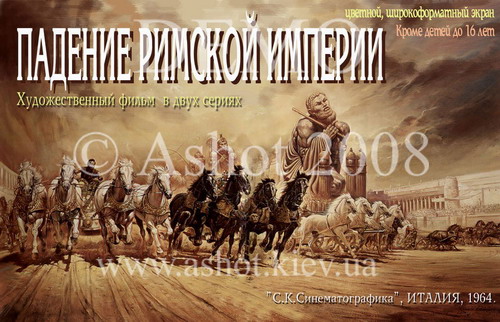 цветной, широкоформатный экран
Кроме детей до 16 лет
DEMO
ПАДЕНИЕ РИМСКОЙ ИМПЕРИИ
Художественный фильм в двух сериях
© Ashot 2008
www.ashot.kiev.ua
"С.К.Синематографика", ИТАЛИЯ, 1964.